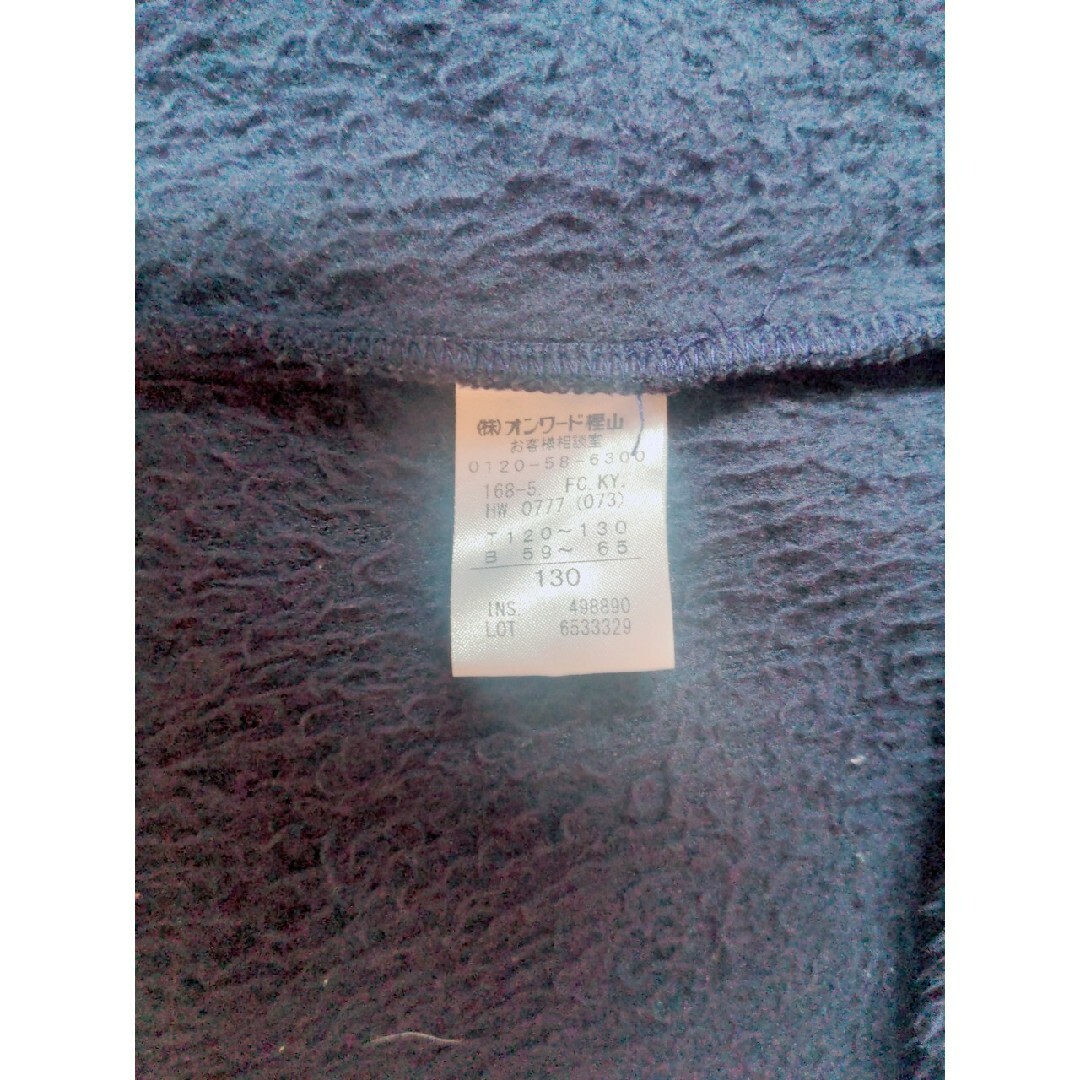 (株)オンワード樫山
お客様相談室
0120-58-6300
168-5. FC.KY.
HW 0777 (073)
T120~130
B 59~ 65
130
INS. 498890
LOT 6533329